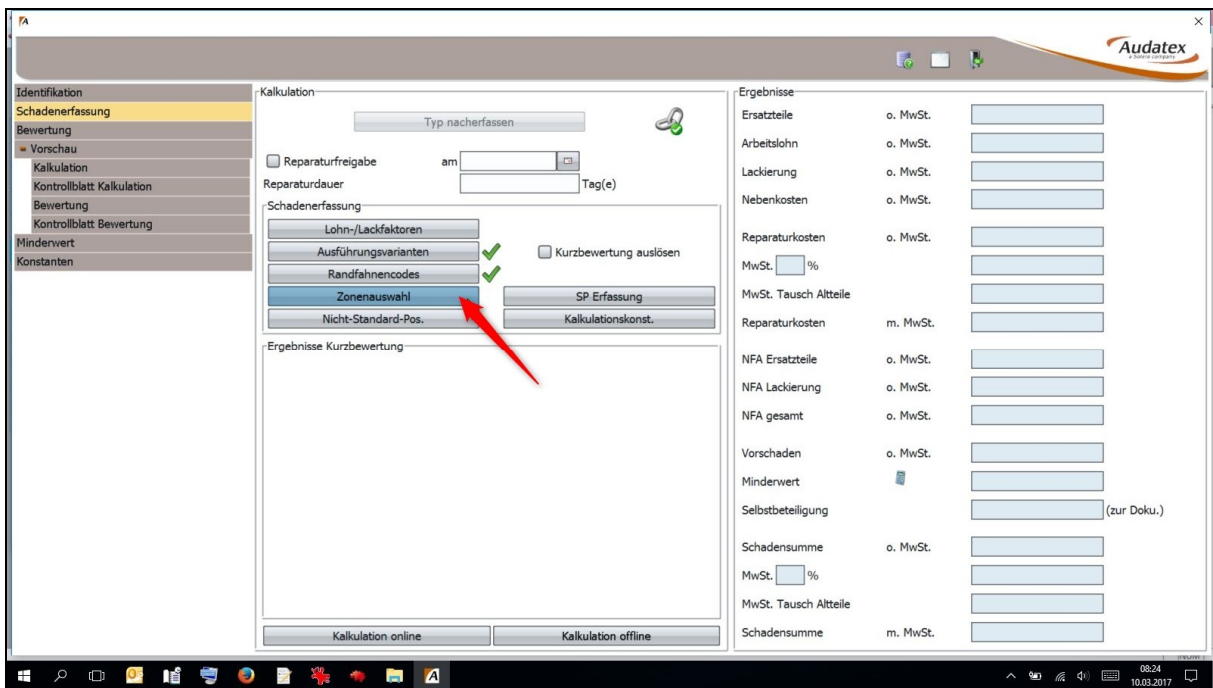 Audatex
a Solera company
Identifikation
Schadenerfassung
Bewertung
Vorschau
Kalkulation
Kontrollblatt Kalkulation
Bewertung
Kontrollblatt Bewertung
Minderwert
Konstanten
Kalkulation
Typ nacherfassen
Reparaturfreigabe am
Reparaturdauer Tag(e)
Schadenerfassung
Lohn-/Lackfaktoren
Ausführungsvarianten Kurzbewertung auslösen
Randfahnencodes
Zonenauswahl SP Erfassung
Nicht-Standard-Pos. Kalkulationskonst.
Ergebnisse Kurzbewertung
Kalkulation online Kalkulation offline
Ergebnisse
Ersatzteile o. MwSt.
Arbeitslohn o. MwSt.
Lackierung o. MwSt.
Nebenkosten o. MwSt.
Reparaturkosten o. MwSt.
MwSt. %
MwSt. Tausch Altteile
Reparaturkosten m. MwSt.
NFA Ersatzteile o. MwSt.
NFA Lackierung o. MwSt.
NFA gesamt o. MwSt.
Vorschaden o. MwSt.
Minderwert
Selbstbeteiligung (zur Doku.)
Schadensumme o. MwSt.
MwSt. %
MwSt. Tausch Altteile
Schadensumme m. MwSt.
08:24
10.03.2017